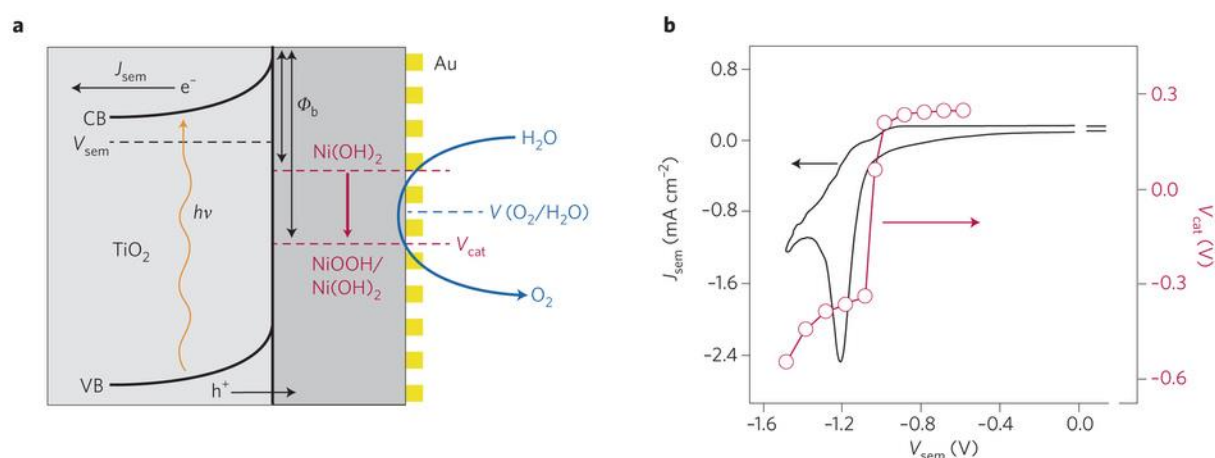 a
b
J_sem
e⁻
CB
V_sem
hν
TiO₂
VB
h⁺
Φ_b
Ni(OH)₂
NiOOH/
Ni(OH)₂
Au
H₂O
V (O₂/H₂O)
V_cat
O₂
J_sem (mA cm⁻²)
0.8
0.0
-0.8
-1.6
-2.4
-1.6
-1.2
-0.8
-0.4
0.0
V_sem (V)
0.3
0.0
-0.3
-0.6
V_cat (V)